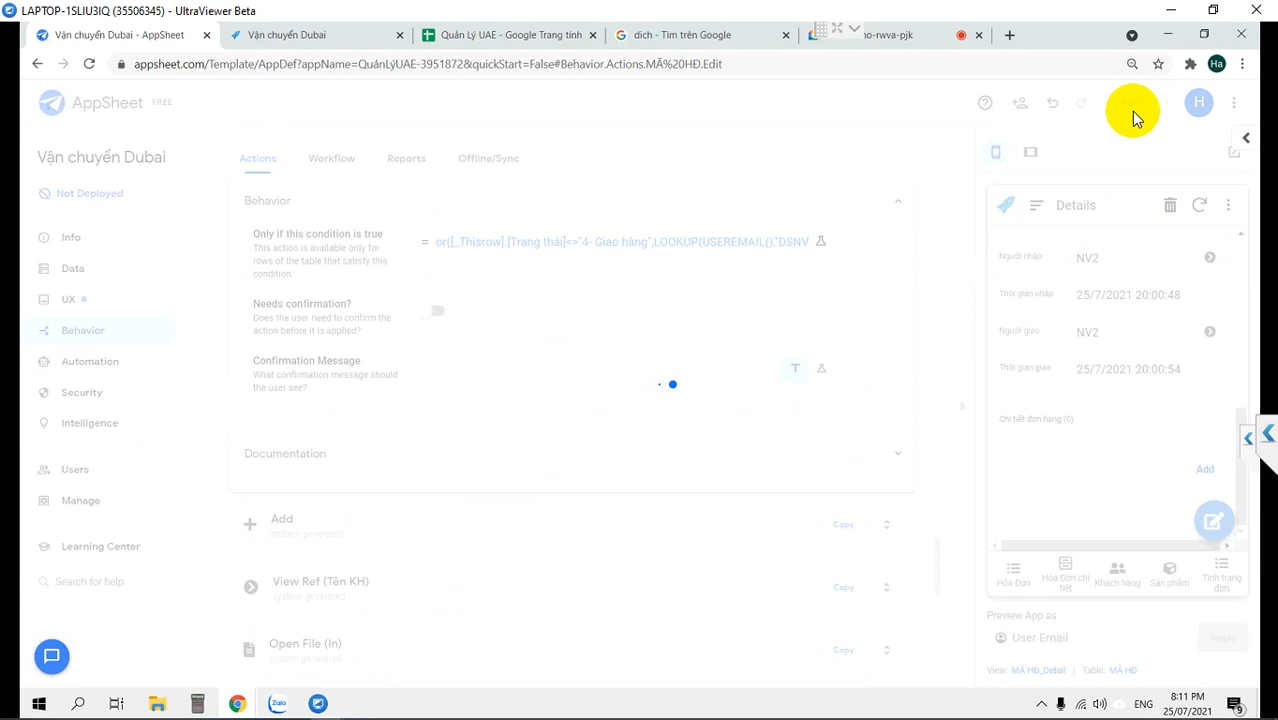 LAPTOP-1SLIU3IQ (35506345) - UltraViewer Beta
Vận chuyển Dubai - AppSheet
Vận chuyển Dubai
Quản Lý UAE - Google Trang tính
dich - Tìm trên Google
no-rwva-pjk
appsheet.com/Template/AppDef?appName=QuảnLýUAE-3951872&quickStart=False#Behavior.Actions.MÃ%20HĐ.Edit
Ha
AppSheet FREE
H
Vận chuyển Dubai
Not Deployed
Info
Data
UX
Behavior
Automation
Security
Intelligence
Users
Manage
Learning Center
Search for help
Actions Workflow Reports Offline/Sync
Behavior
Only if this condition is true
This action is available only for
rows of the table that satisfy this
condition
= or([_Thisrow].[Trạng thái]<>"4- Giao hàng",LOOKUP(USEREMAIL(),"DSNV
Needs confirmation?
Does the user need to confirm the
action before it is applied?
Confirmation Message
What confirmation message should
the user see?
T
Documentation
Add
system generated
Copy
View Ref (Tên KH)
system generated
Copy
Open File (In)
system generated
Copy
Details
Người nhập NV2
Thời gian nhập 25/7/2021 20:00:48
Người giao NV2
Thời gian giao 25/7/2021 20:00:54
Chi tiết đơn hàng (0)
Add
Hóa Đơn
Hóa Đơn chi
tiết
Khách hàng
Sản phẩm
Tình trạng
đơn
Preview App as
User Email
Apply
View: MÃ HĐ_Detail | Table: MÃ HĐ
Zalo
ENG
8:11 PM
25/07/2021
9